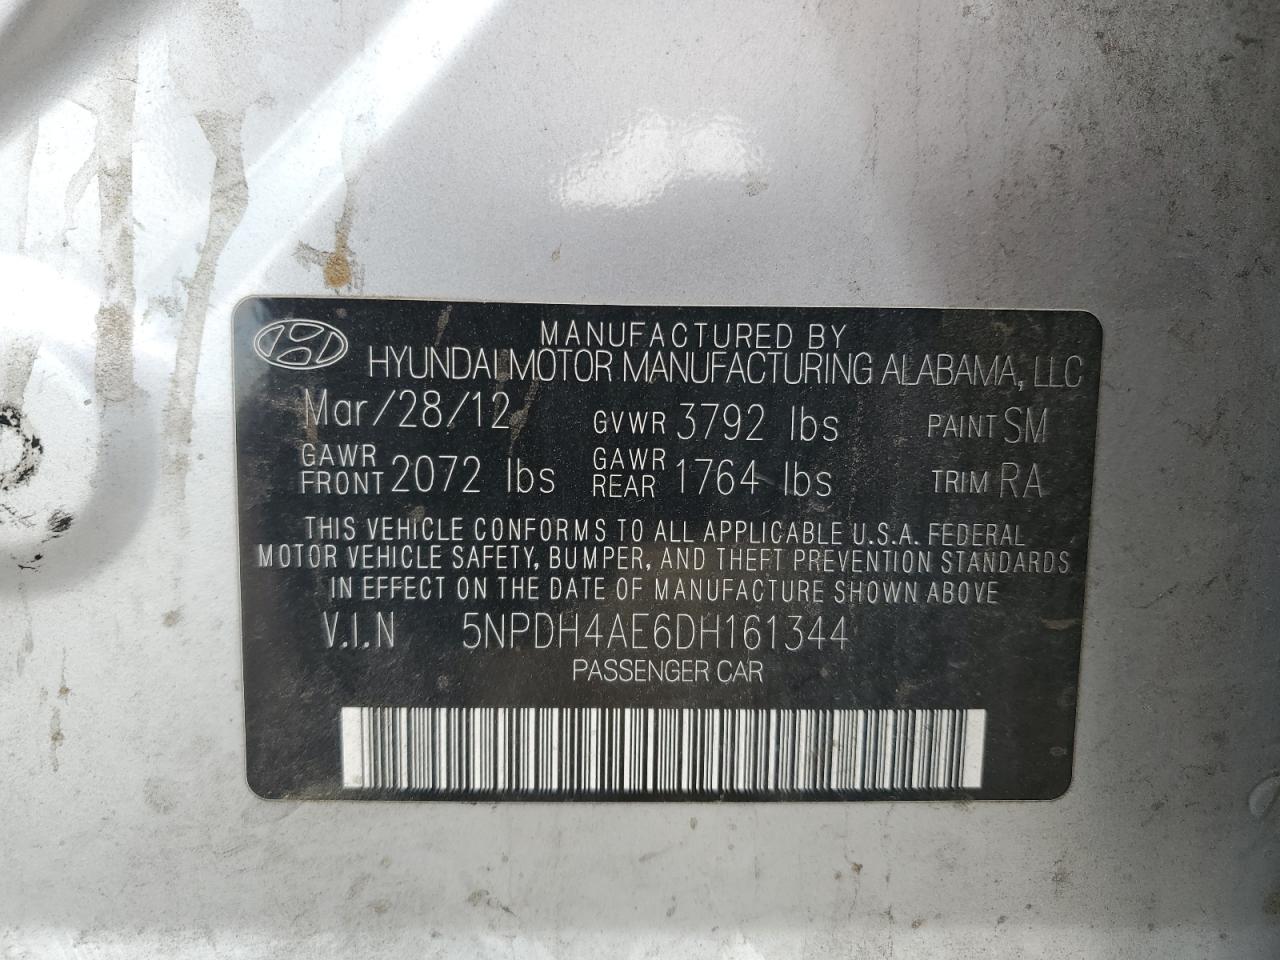 MANUFACTURED BY
HYUNDAI MOTOR MANUFACTURING ALABAMA, LLC
Mar/28/12 GVWR 3792 lbs PAINT SM
GAWR FRONT 2072 lbs GAWR REAR 1764 lbs TRIM RA
THIS VEHICLE CONFORMS TO ALL APPLICABLE U.S.A. FEDERAL
MOTOR VEHICLE SAFETY, BUMPER, AND THEFT PREVENTION STANDARDS
IN EFFECT ON THE DATE OF MANUFACTURE SHOWN ABOVE
V.I.N 5NPDH4AE6DH161344
PASSENGER CAR